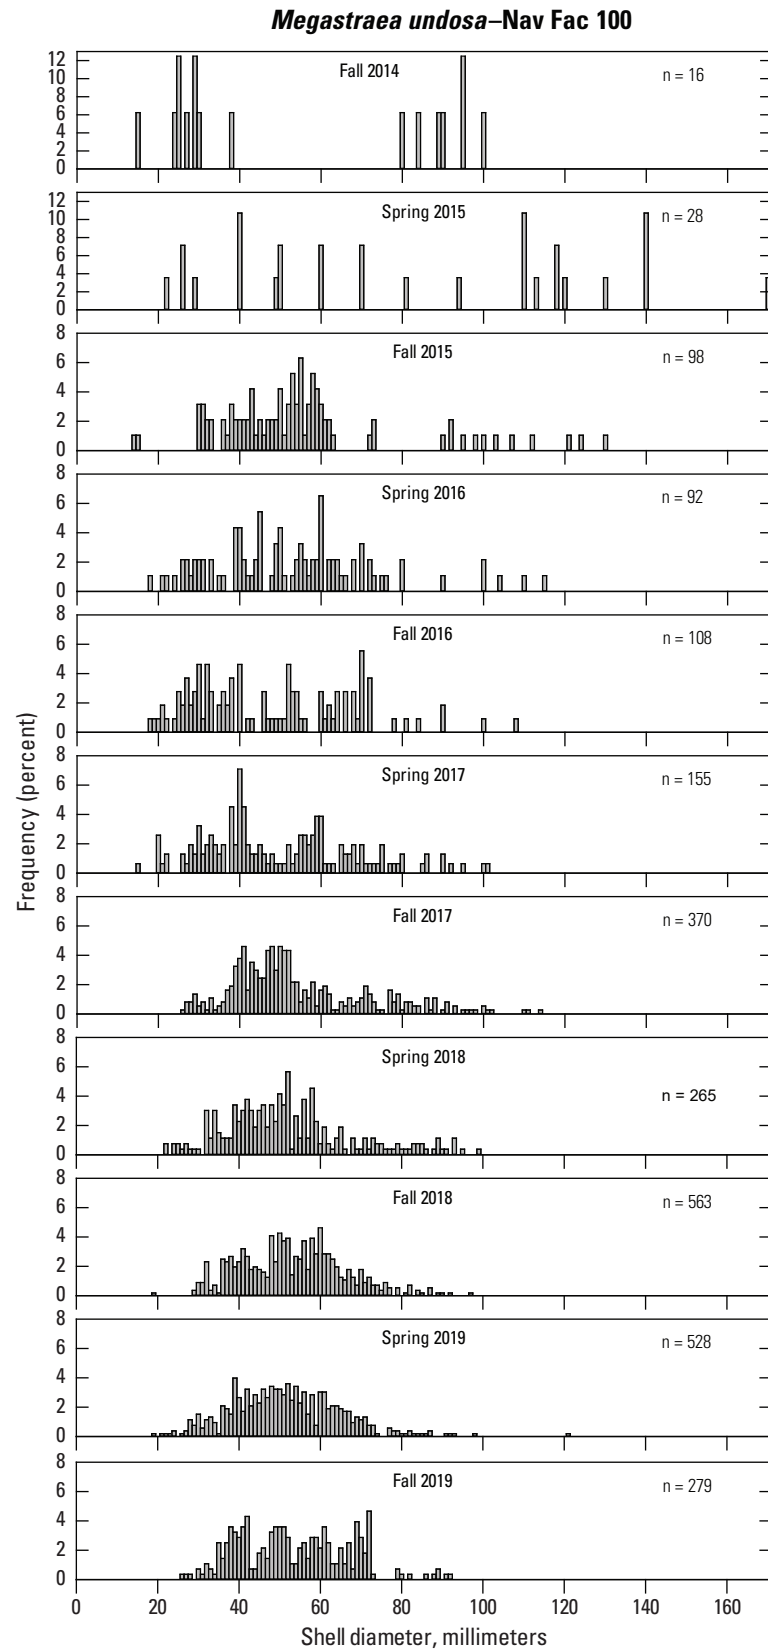 Megastraea undosa–Nav Fac 100
12
10
8
6
4
2
0
Fall 2014
n = 16
12
10
8
6
4
2
0
Spring 2015
n = 28
8
6
4
2
0
Fall 2015
n = 98
8
6
4
2
0
Spring 2016
n = 92
8
6
4
2
0
Fall 2016
n = 108
8
6
4
2
0
Spring 2017
n = 155
8
6
4
2
0
Fall 2017
n = 370
8
6
4
2
0
Spring 2018
n = 265
8
6
4
2
0
Fall 2018
n = 563
8
6
4
2
0
Spring 2019
n = 528
8
6
4
2
0
Fall 2019
n = 279
Frequency (percent)
0 20 40 60 80 100 120 140 160
Shell diameter, millimeters